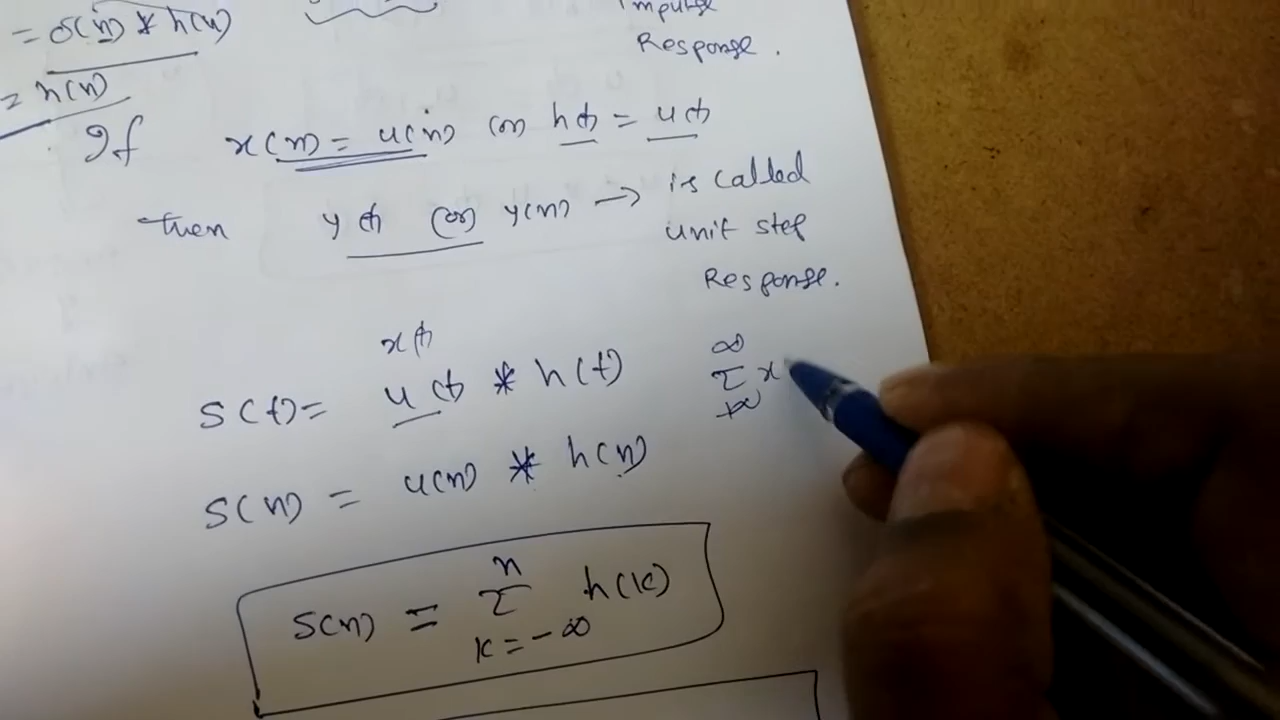 = δ(n) * h(n)
Impulse
Response.
= h(n)
If x(n) = u(n) (or) h(t) = u(t)
then y(t) (or) y(n) → is called
unit step
Response.
x(t)
s(t) = u(t) * h(t)
∞
Σ x
-∞
s(n) = u(n) * h(n)
n
s(n) = Σ h(k)
k = -∞